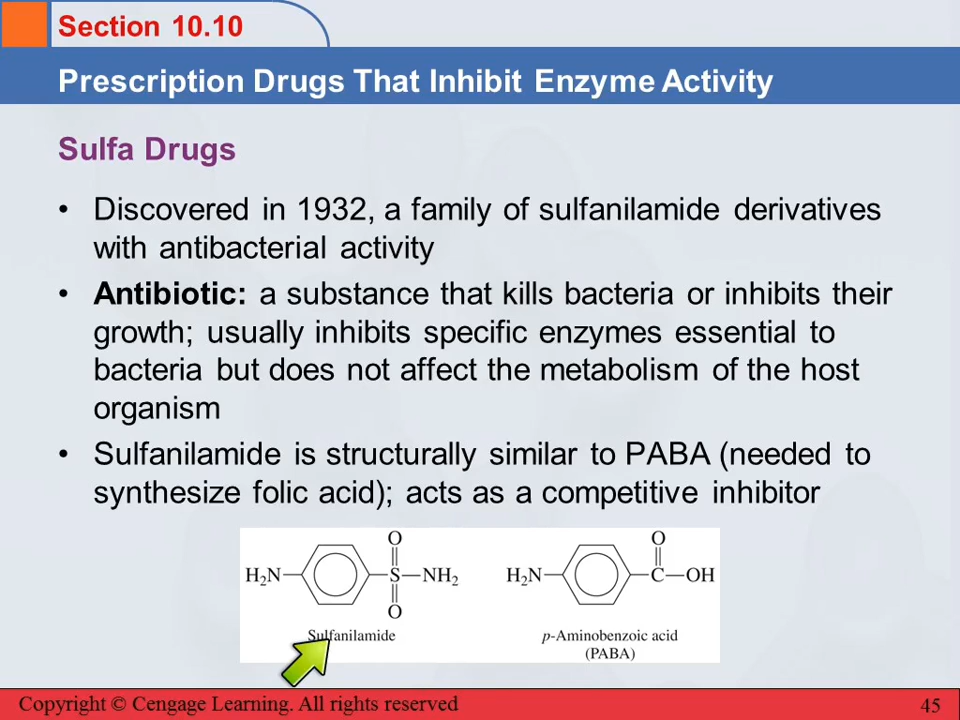 Section 10.10
Prescription Drugs That Inhibit Enzyme Activity
Sulfa Drugs
• Discovered in 1932, a family of sulfanilamide derivatives
with antibacterial activity
• Antibiotic: a substance that kills bacteria or inhibits their
growth; usually inhibits specific enzymes essential to
bacteria but does not affect the metabolism of the host
organism
• Sulfanilamide is structurally similar to PABA (needed to
synthesize folic acid); acts as a competitive inhibitor
O
H₂N S NH₂
O
Sulfanilamide
O
H₂N C OH
p-Aminobenzoic acid
(PABA)
Copyright © Cengage Learning. All rights reserved
45